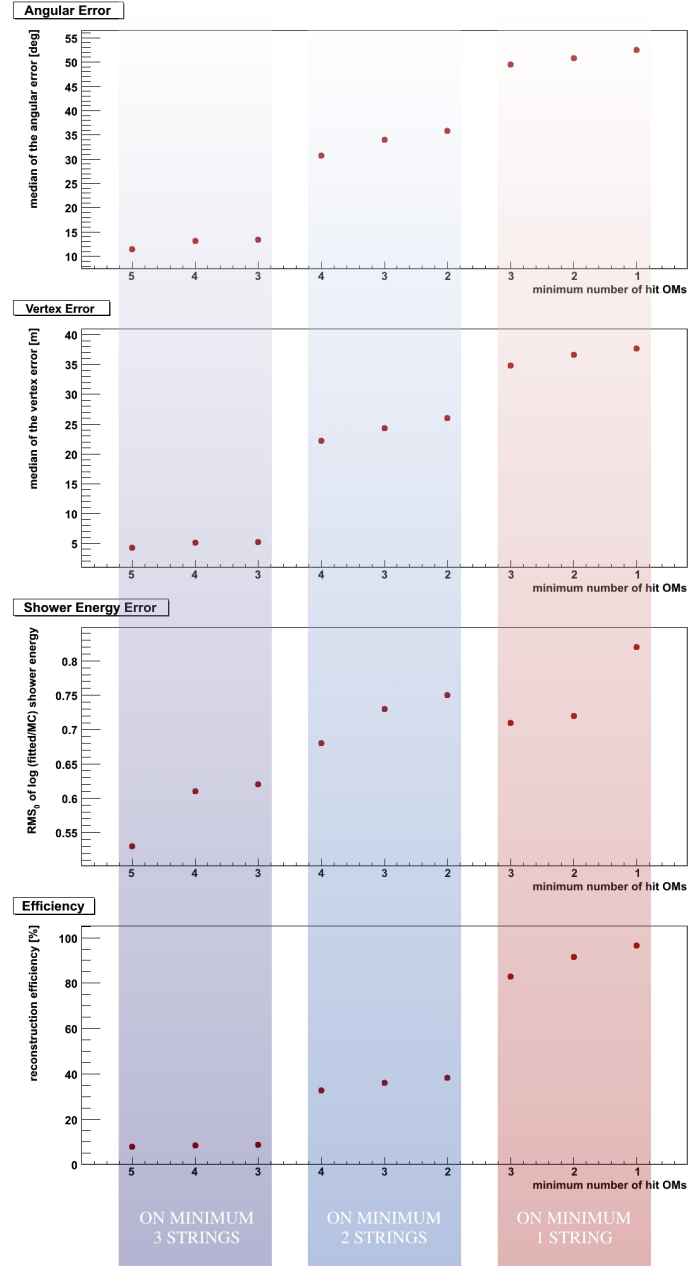 Angular Error
median of the angular error [deg]
55
50
45
40
35
30
25
20
15
10
5 4 3 4 3 2 3 2 1
minimum number of hit OMs
Vertex Error
median of the vertex error [m]
40
35
30
25
20
15
10
5
5 4 3 4 3 2 3 2 1
minimum number of hit OMs
Shower Energy Error
RMS₀ of log (fitted/MC) shower energy
0.8
0.75
0.7
0.65
0.6
0.55
5 4 3 4 3 2 3 2 1
minimum number of hit OMs
Efficiency
reconstruction efficiency [%]
100
80
60
40
20
0
5 4 3 4 3 2 3 2 1
minimum number of hit OMs
ON MINIMUM
3 STRINGS
ON MINIMUM
2 STRINGS
ON MINIMUM
1 STRING